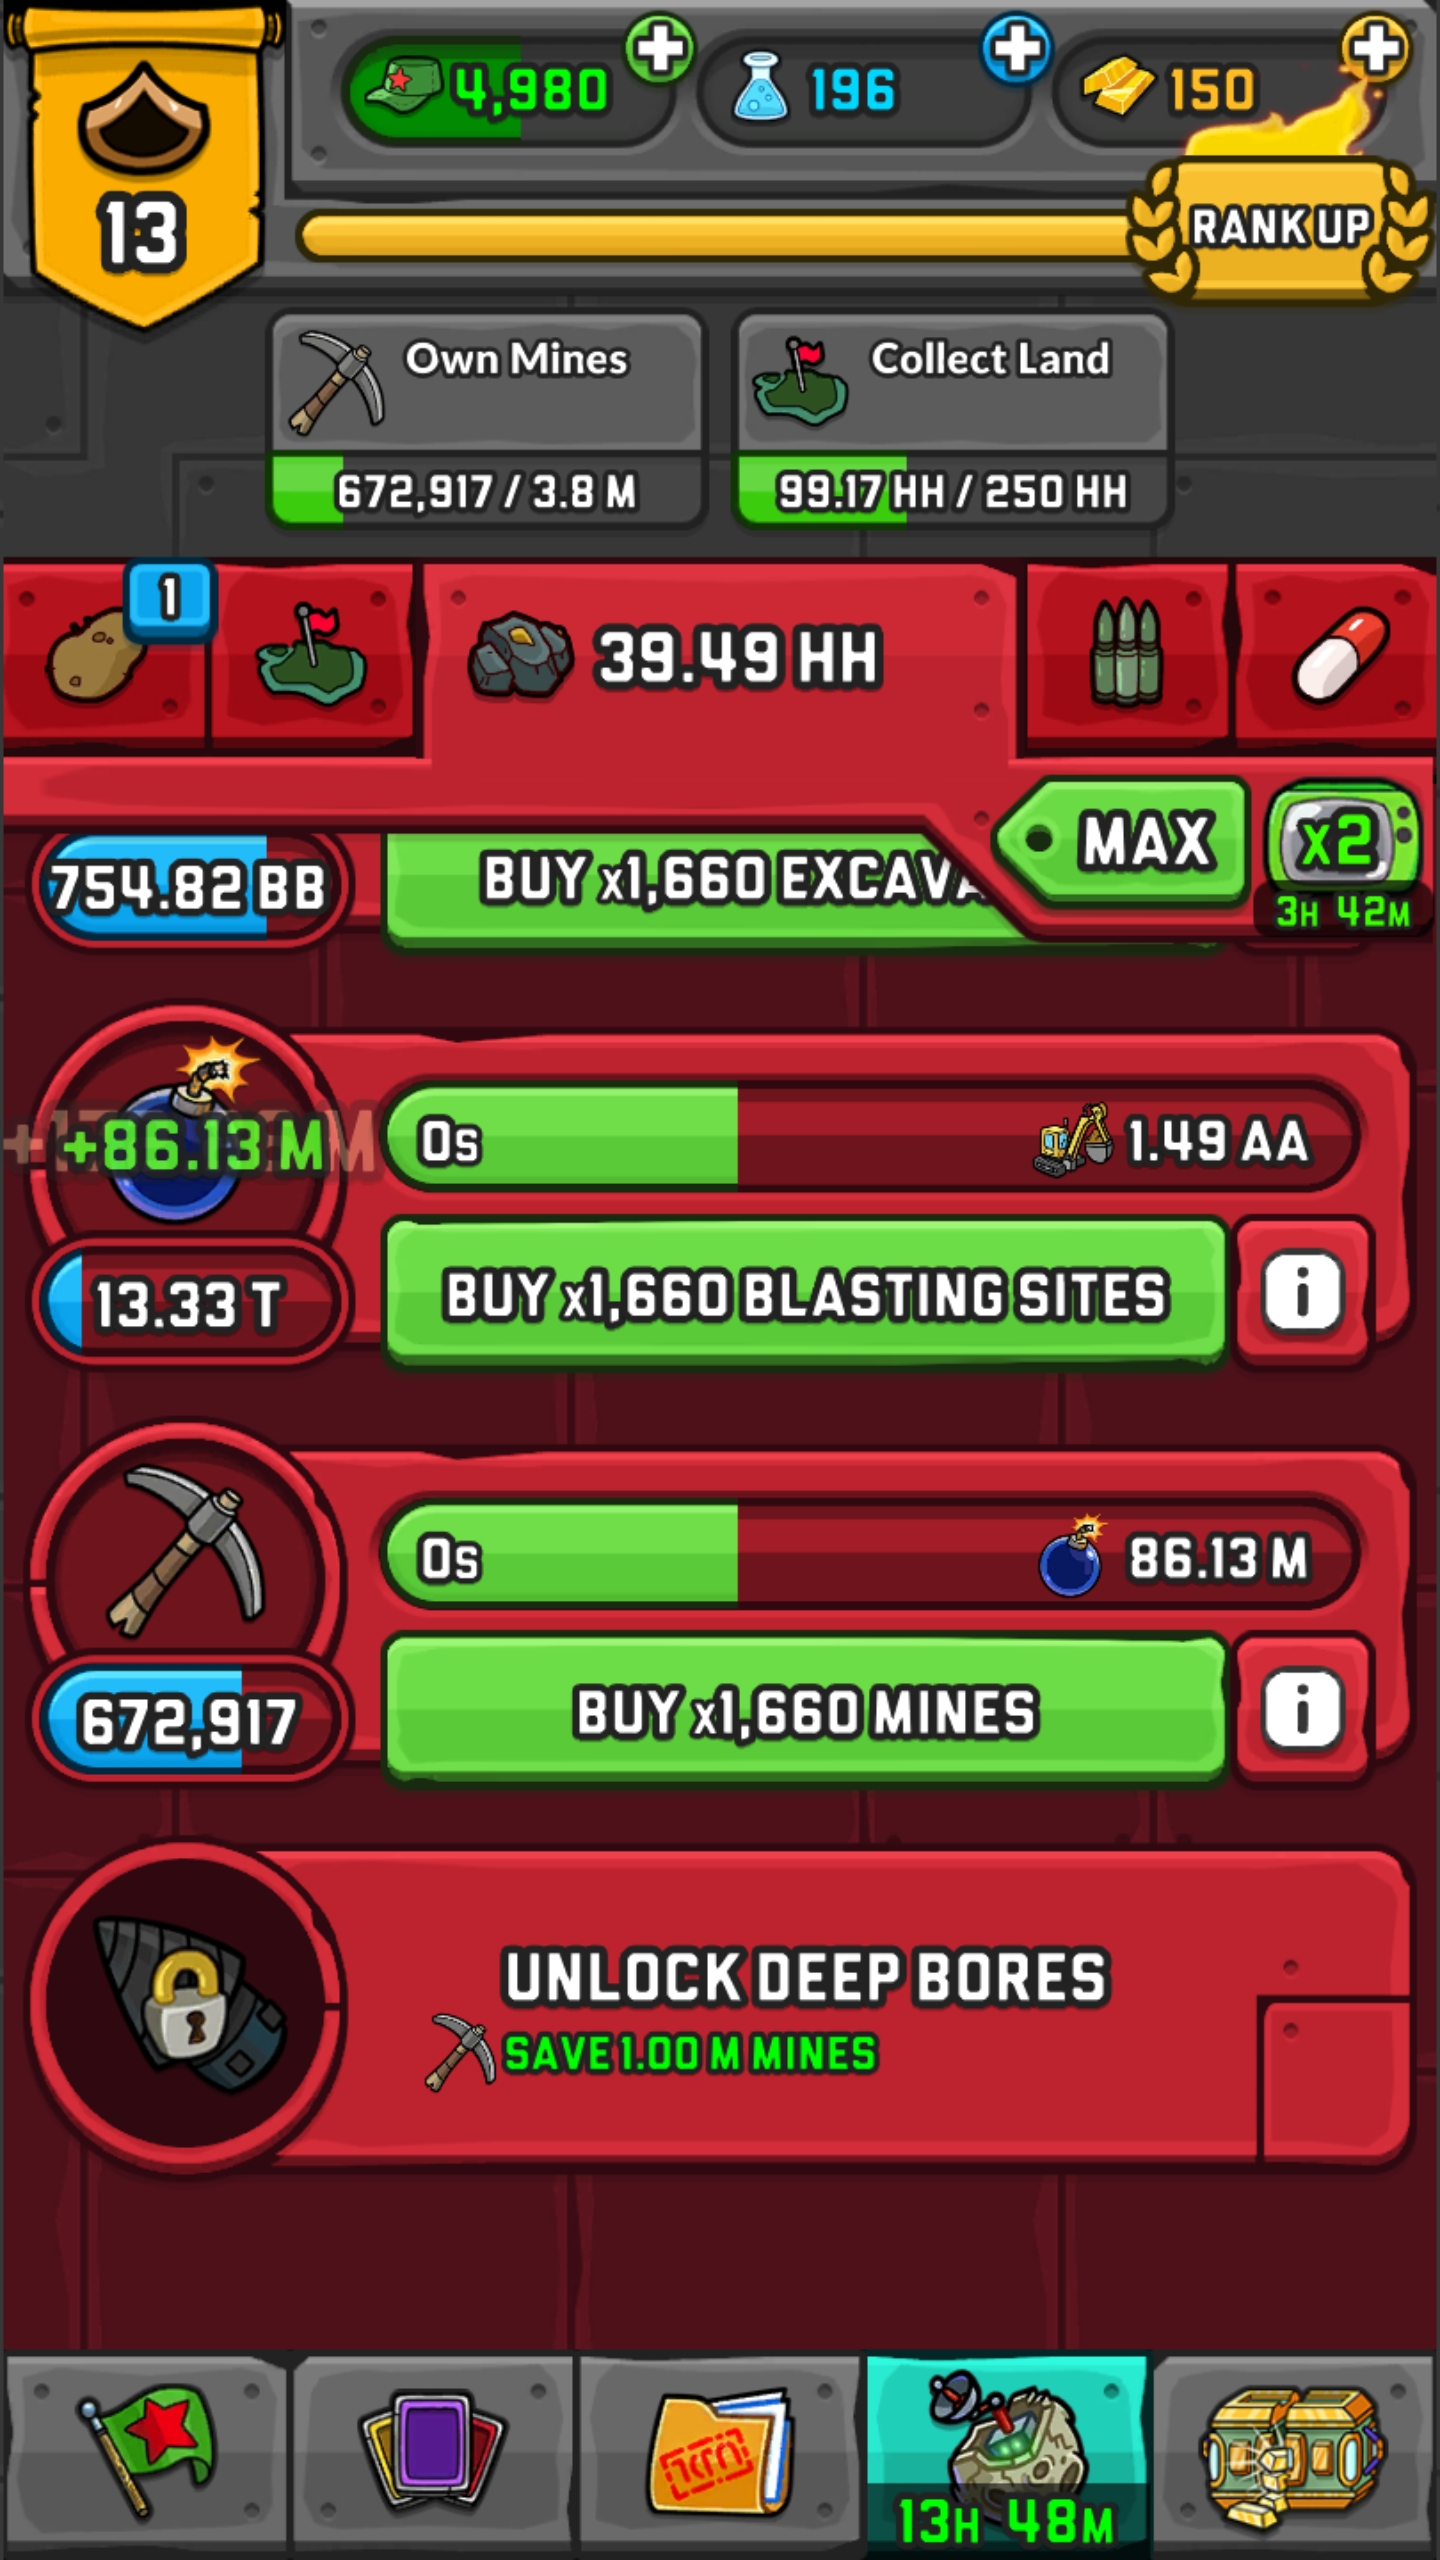 4,980
196
150
13
RANK UP
Own Mines
Collect Land
672,917 / 3.8 M
99.17 HH / 250 HH
1
39.49 HH
MAX
x2
3H 42M
754.82 BB
BUY x1,660
+86.13 M
0s
1.49 AA
13.33 T
BUY x1,660 BLASTING SITES
i
0s
86.13 M
672,917
BUY x1,660 MINES
i
UNLOCK DEEP BORES
SAVE 1.00 M MINES
13H 48M